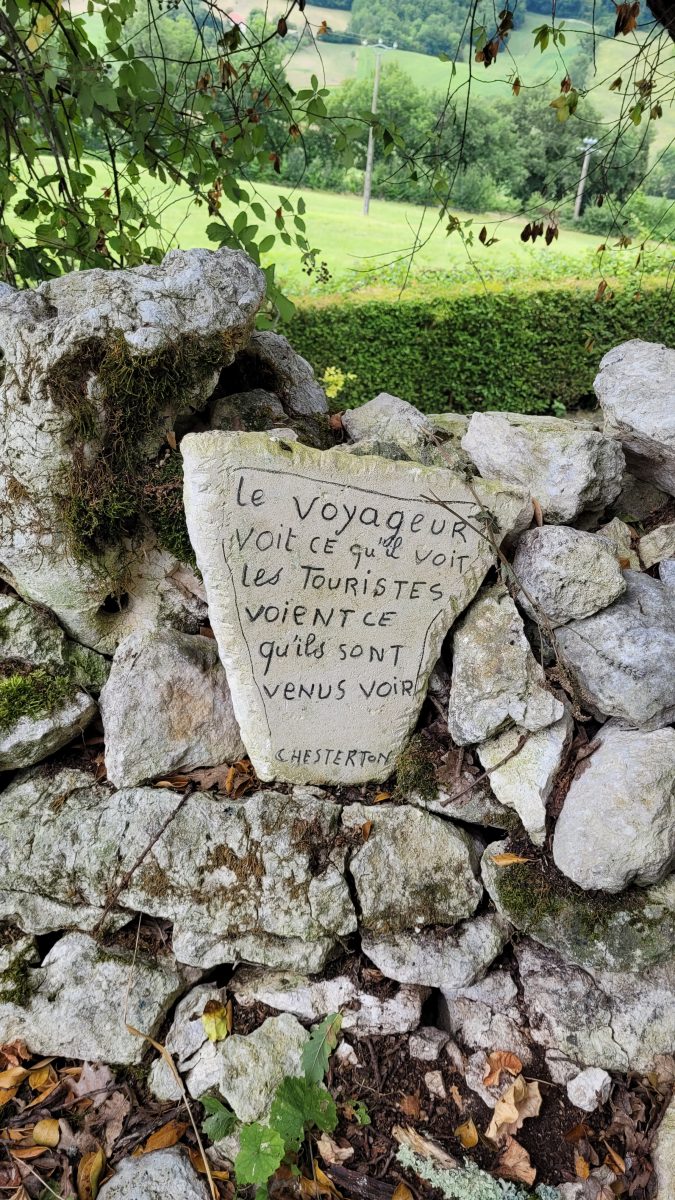 Le VOYAGEUR
VOIT CE qu'il VOIT
les TOURISTES
VOIENT CE
qu'ils SONT
VENUS VOIR
CHESTERTON